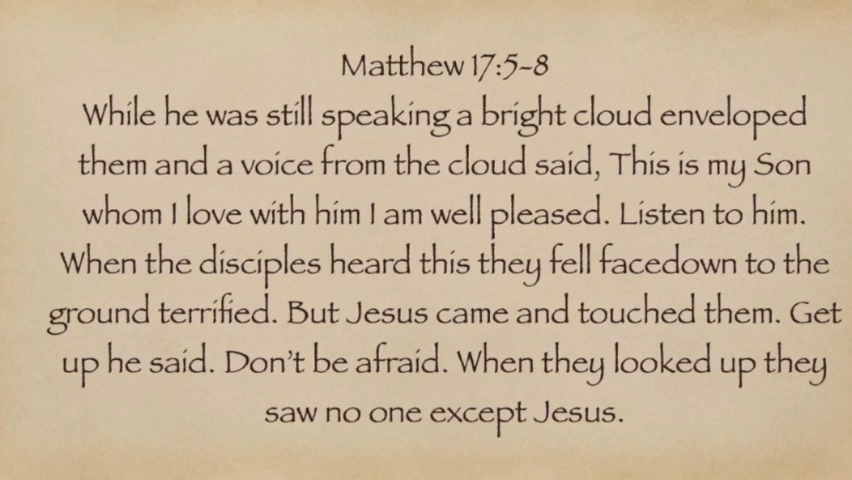 Matthew 17:5-8
While he was still speaking a bright cloud enveloped
them and a voice from the cloud said, This is my Son
whom I love with him I am well pleased. Listen to him.
When the disciples heard this they fell facedown to the
ground terrified. But Jesus came and touched them. Get
up he said. Don't be afraid. When they looked up they
saw no one except Jesus.